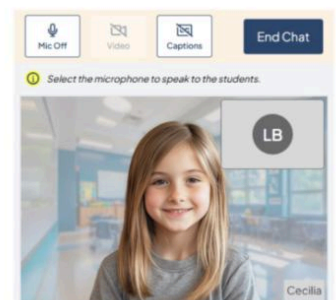 Mic Off
Video
Captions
End Chat
Select the microphone to speak to the students.
LB
Cecilia